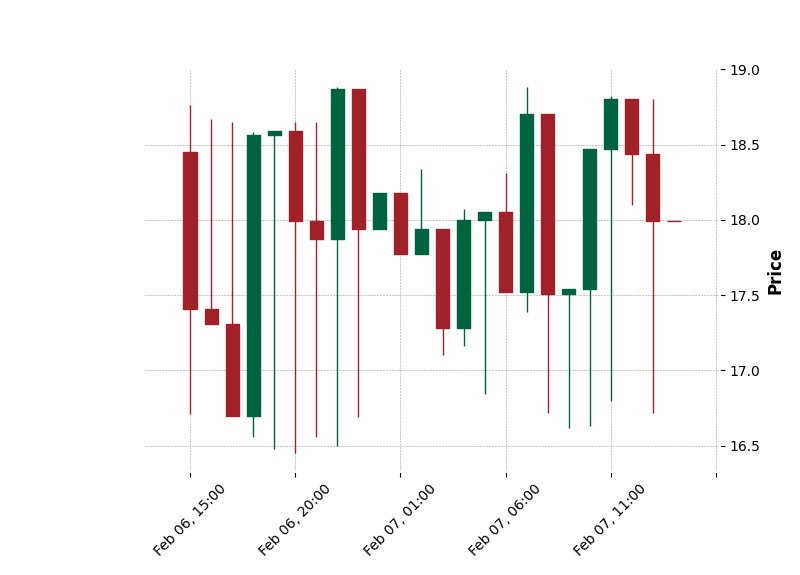 19.0
18.5
18.0
17.5
17.0
16.5
Price
Feb 06, 15:00
Feb 06, 20:00
Feb 07, 01:00
Feb 07, 06:00
Feb 07, 11:00